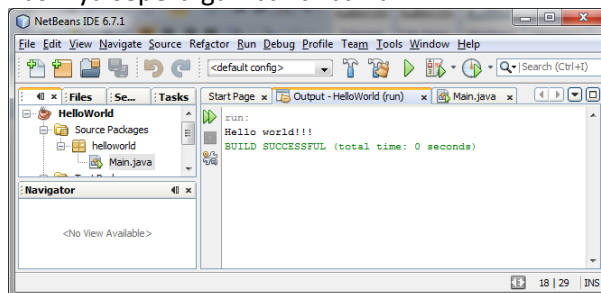 NetBeans IDE 6.7.1
File Edit View Navigate Source Refactor Run Debug Profile Team Tools Window Help
<default config>
Search (Ctrl+I)
Files Se... Tasks
Start Page Output - HelloWorld (run) Main.java
HelloWorld
Source Packages
helloworld
Main.java
run:
Hello world!!!
BUILD SUCCESSFUL (total time: 0 seconds)
Navigator
<No View Available>
18 | 29 INS